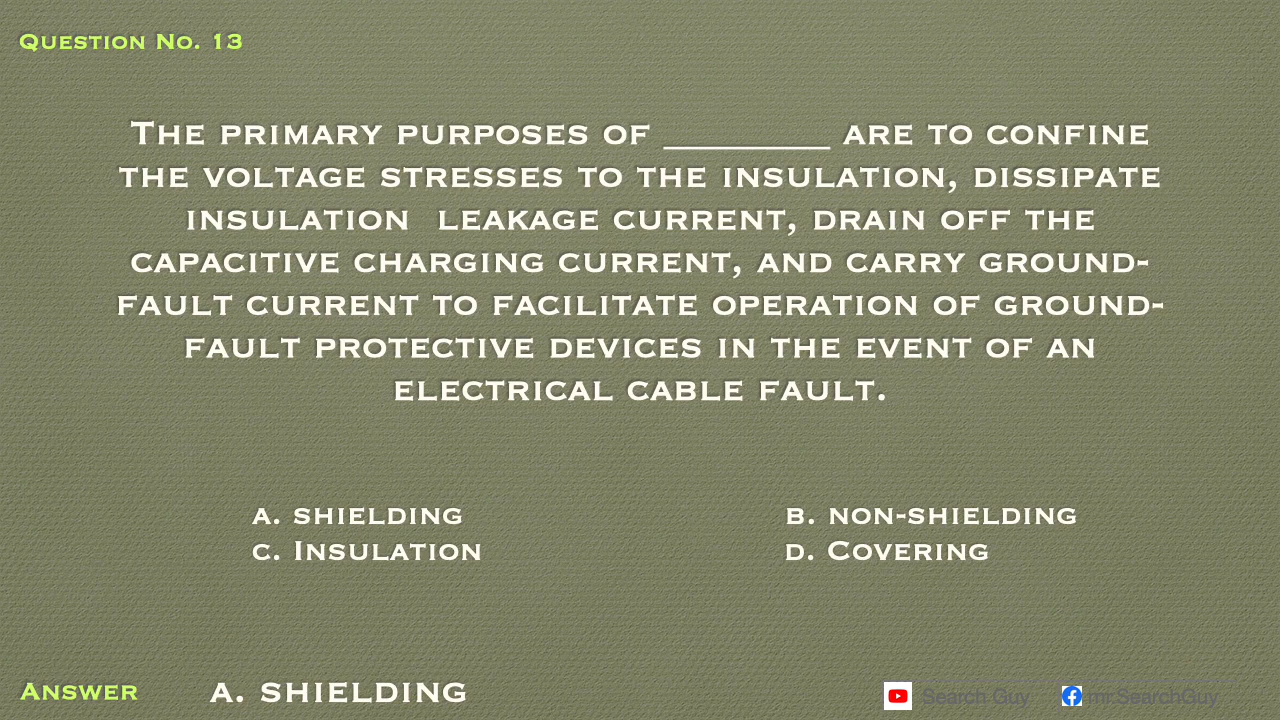 Question No. 13
The primary purposes of __________ are to confine
the voltage stresses to the insulation, dissipate
insulation  leakage current, drain off the
capacitive charging current, and carry ground-
fault current to facilitate operation of ground-
fault protective devices in the event of an
electrical cable fault.
a. shielding
b. non-shielding
c. Insulation
d. Covering
Answer
a. shielding
Search Guy
mr.SearchGuy